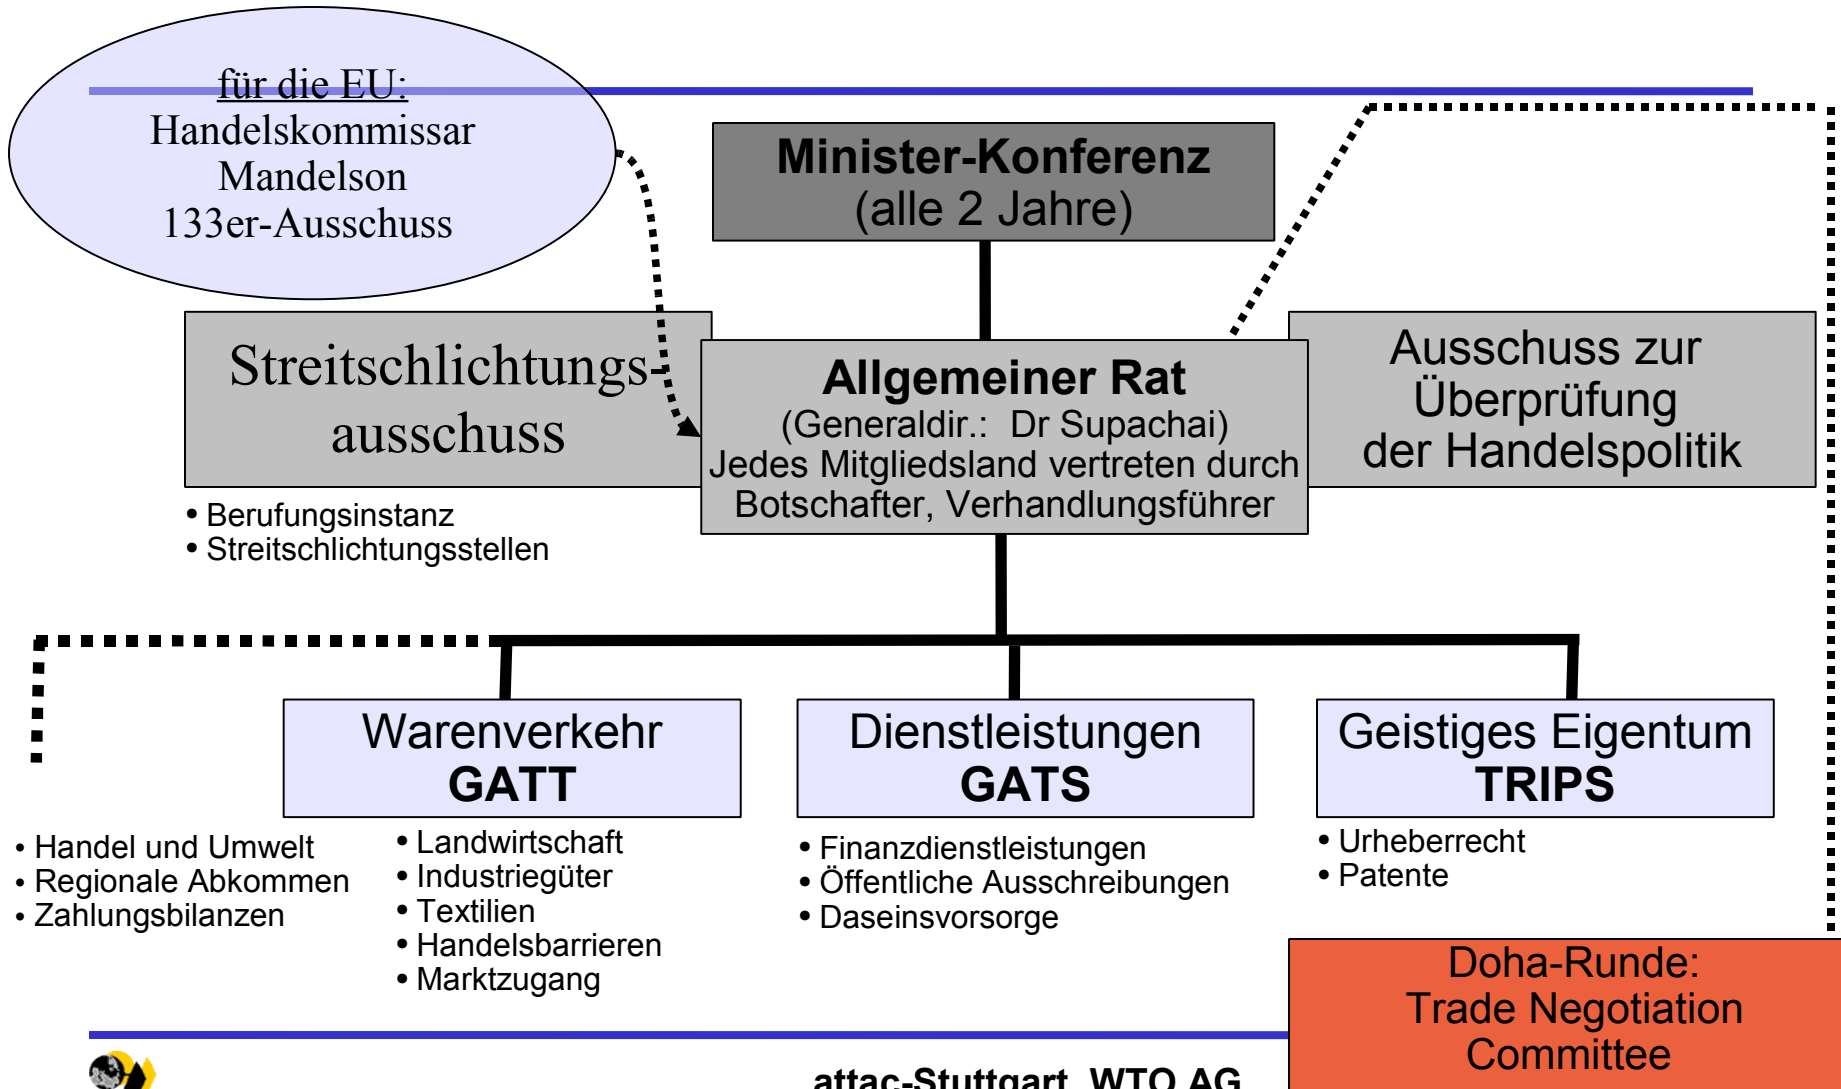 für die EU:
Handelskommissar
Mandelson
133er-Ausschuss
Minister-Konferenz
(alle 2 Jahre)
Streitschlichtungs-
ausschuss
• Berufungsinstanz
• Streitschlichtungsstellen
Allgemeiner Rat
(Generaldir.: Dr Supachai)
Jedes Mitgliedsland vertreten durch
Botschafter, Verhandlungsführer
Ausschuss zur
Überprüfung
der Handelspolitik
• Handel und Umwelt
• Regionale Abkommen
• Zahlungsbilanzen
Warenverkehr
GATT
• Landwirtschaft
• Industriegüter
• Textilien
• Handelsbarrieren
• Marktzugang
Dienstleistungen
GATS
• Finanzdienstleistungen
• Öffentliche Ausschreibungen
• Daseinsvorsorge
Geistiges Eigentum
TRIPS
• Urheberrecht
• Patente
Doha-Runde:
Trade Negotiation
Committee
attac-Stuttgart WTO AG